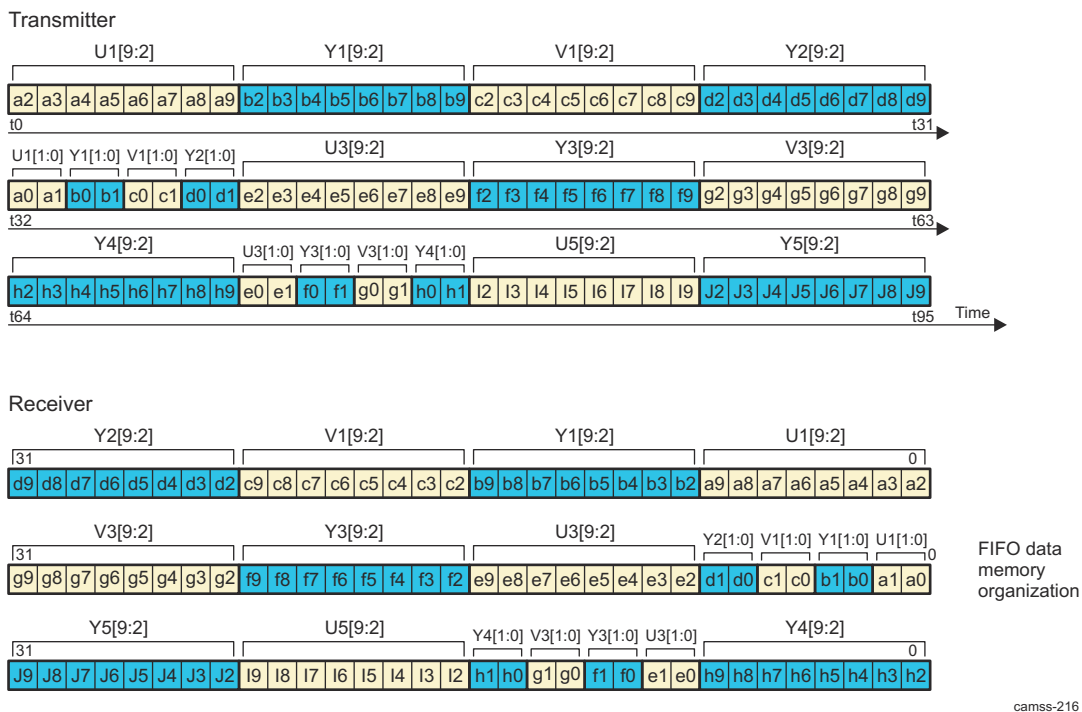 Transmitter
U1[9:2] Y1[9:2] V1[9:2] Y2[9:2]
a2 a3 a4 a5 a6 a7 a8 a9 b2 b3 b4 b5 b6 b7 b8 b9 c2 c3 c4 c5 c6 c7 c8 c9 d2 d3 d4 d5 d6 d7 d8 d9
t0 t31
U1[1:0] Y1[1:0] V1[1:0] Y2[1:0] U3[9:2] Y3[9:2] V3[9:2]
a0 a1 b0 b1 c0 c1 d0 d1 e2 e3 e4 e5 e6 e7 e8 e9 f2 f3 f4 f5 f6 f7 f8 f9 g2 g3 g4 g5 g6 g7 g8 g9
t32 t63
Y4[9:2] U3[1:0] Y3[1:0] V3[1:0] Y4[1:0] U5[9:2] Y5[9:2]
h2 h3 h4 h5 h6 h7 h8 h9 e0 e1 f0 f1 g0 g1 h0 h1 I2 I3 I4 I5 I6 I7 I8 I9 J2 J3 J4 J5 J6 J7 J8 J9
t64 t95 Time
Receiver
Y2[9:2] V1[9:2] Y1[9:2] U1[9:2]
31 0
d9 d8 d7 d6 d5 d4 d3 d2 c9 c8 c7 c6 c5 c4 c3 c2 b9 b8 b7 b6 b5 b4 b3 b2 a9 a8 a7 a6 a5 a4 a3 a2
V3[9:2] Y3[9:2] U3[9:2] Y2[1:0] V1[1:0] Y1[1:0] U1[1:0]
31 0
g9 g8 g7 g6 g5 g4 g3 g2 f9 f8 f7 f6 f5 f4 f3 f2 e9 e8 e7 e6 e5 e4 e3 e2 d1 d0 c1 c0 b1 b0 a1 a0
FIFO data
memory
organization
Y5[9:2] U5[9:2] Y4[1:0] V3[1:0] Y3[1:0] U3[1:0] Y4[9:2]
31 0
J9 J8 J7 J6 J5 J4 J3 J2 I9 I8 I7 I6 I5 I4 I3 I2 h1 h0 g1 g0 f1 f0 e1 e0 h9 h8 h7 h6 h5 h4 h3 h2
camss-216